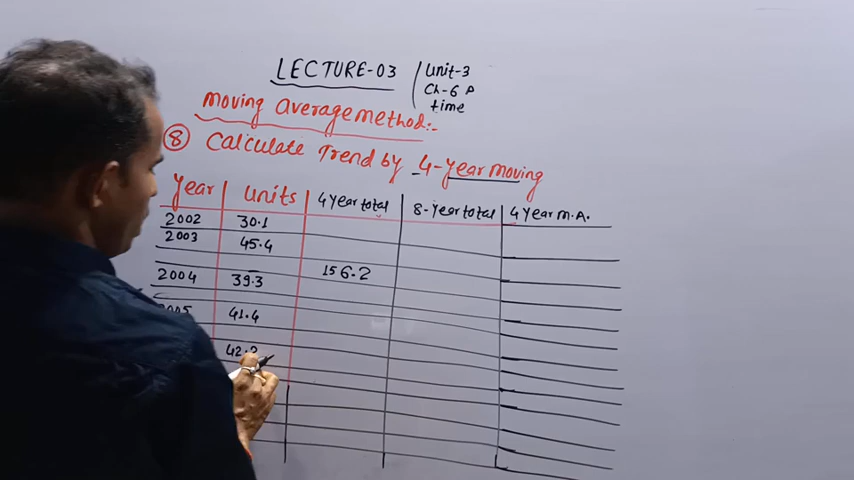 LECTURE-03
Unit-3
Ch-6
time
Moving Average method:-
⑧ Calculate Trend by 4-year moving
Year units 4 Year total 8-Year total 4 Year M.A.
2002 30.1
2003 45.4
2004 39.3 156.2
2005 41.4
42.2